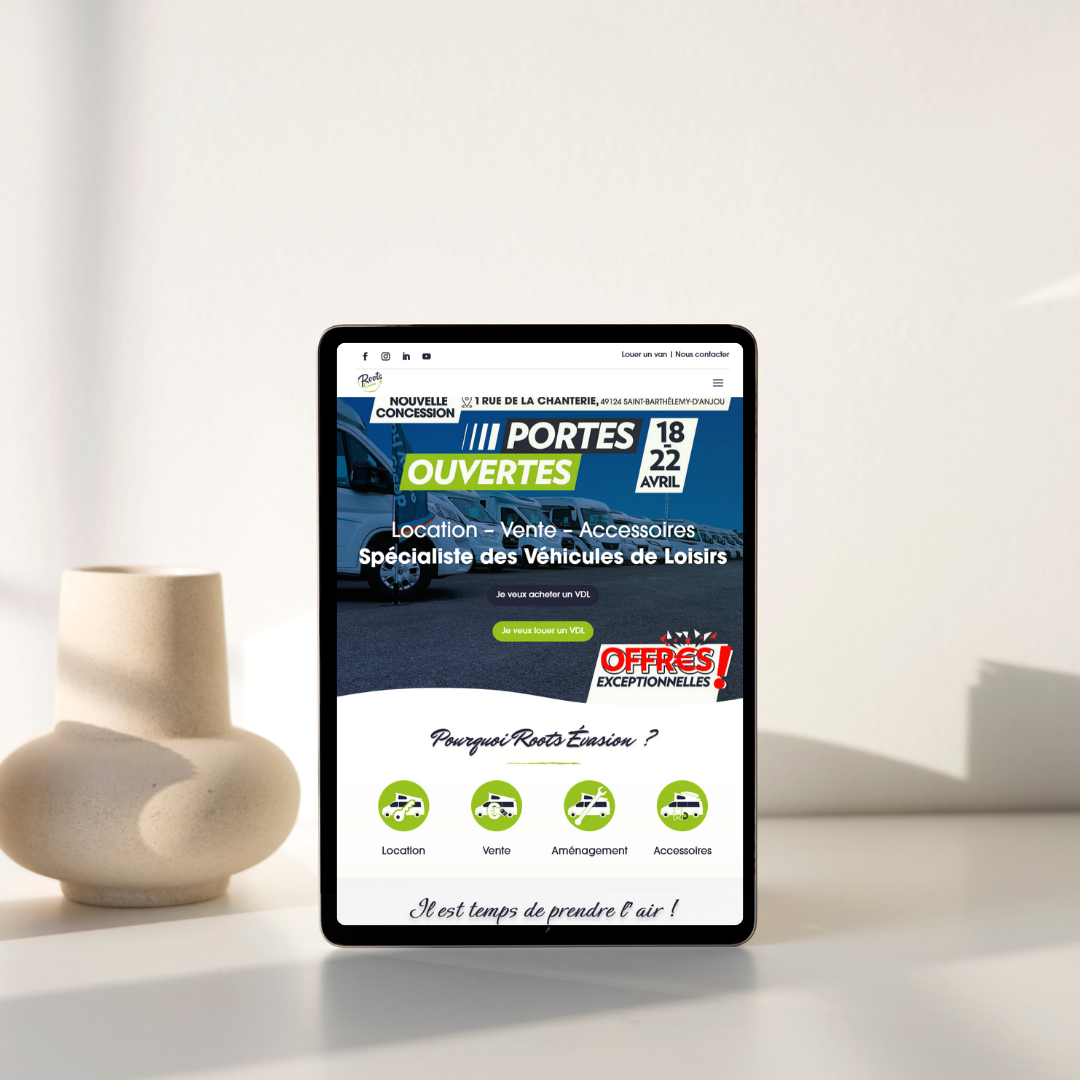 Louer un van | Nous contacter
Roots
NOUVELLE
CONCESSION
1 RUE DE LA CHANTERIE, 49124 SAINT-BARTHÉLEMY-D'ANJOU
PORTES
OUVERTES
18
-
22
AVRIL
Location – Vente – Accessoires
Spécialiste des Véhicules de Loisirs
Je veux acheter un VDL
Je veux louer un VDL
OFFR€S
EXCEPTIONNELLES !
Pourquoi Roots Évasion ?
Location
Vente
Aménagement
Accessoires
Il est temps de prendre l'air !